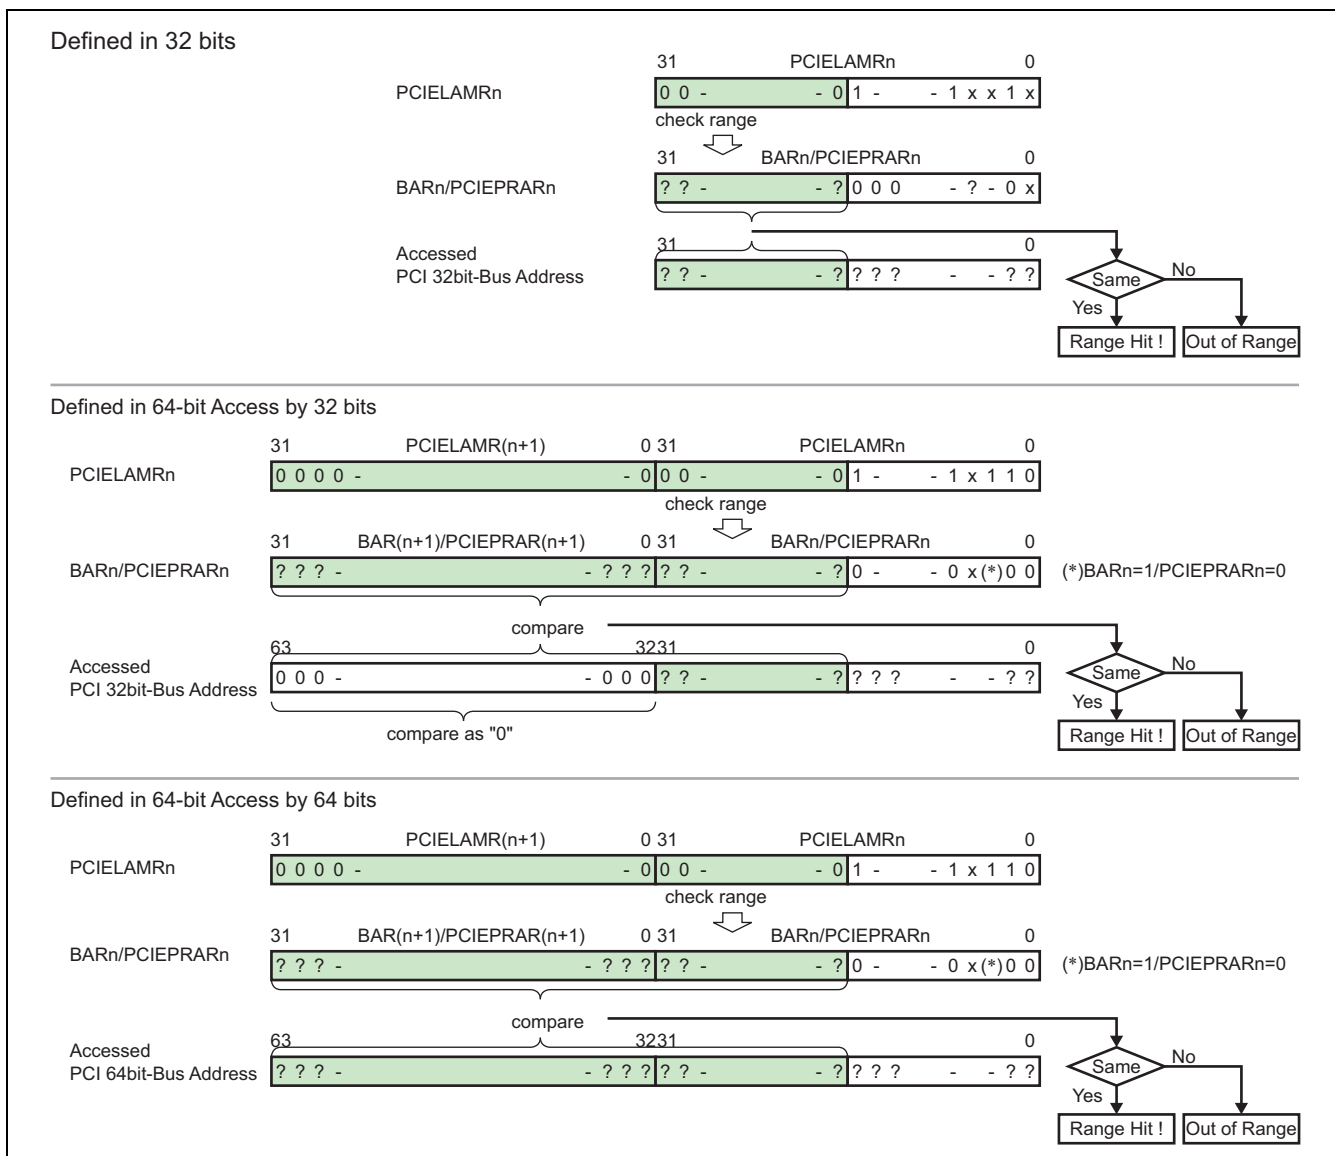 Defined in 32 bits
31 PCIELAMRn 0
PCIELAMRn 0 0 - - 0 1 - - 1 x x 1 x
check range
31 BARn/PCIEPRARn 0
BARn/PCIEPRARn ? ? - - ? 0 0 0 - ? - 0 x
31 0
Accessed
PCI 32bit-Bus Address ? ? - - ? ? ? ? - - ? ?
Same No
Yes
Range Hit ! Out of Range
Defined in 64-bit Access by 32 bits
31 PCIELAMR(n+1) 0 31 PCIELAMRn 0
PCIELAMRn 0 0 0 0 - - 0 0 0 - - 0 1 - - 1 x 1 1 0
check range
31 BAR(n+1)/PCIEPRAR(n+1) 0 31 BARn/PCIEPRARn 0
BARn/PCIEPRARn ? ? ? - - ? ? ? ? ? - - ? 0 - - 0 x (*) 0 0 (*)BARn=1/PCIEPRARn=0
compare
63 3231 0
Accessed
PCI 32bit-Bus Address 0 0 0 - - 0 0 0 ? ? - - ? ? ? ? - - ? ?
Same No
Yes
compare as "0"
Range Hit ! Out of Range
Defined in 64-bit Access by 64 bits
31 PCIELAMR(n+1) 0 31 PCIELAMRn 0
PCIELAMRn 0 0 0 0 - - 0 0 0 - - 0 1 - - 1 x 1 1 0
check range
31 BAR(n+1)/PCIEPRAR(n+1) 0 31 BARn/PCIEPRARn 0
BARn/PCIEPRARn ? ? ? - - ? ? ? ? ? - - ? 0 - - 0 x (*) 0 0 (*)BARn=1/PCIEPRARn=0
compare
63 3231 0
Accessed
PCI 64bit-Bus Address ? ? ? - - ? ? ? ? ? - - ? ? ? ? - - ? ?
Same No
Yes
Range Hit ! Out of Range